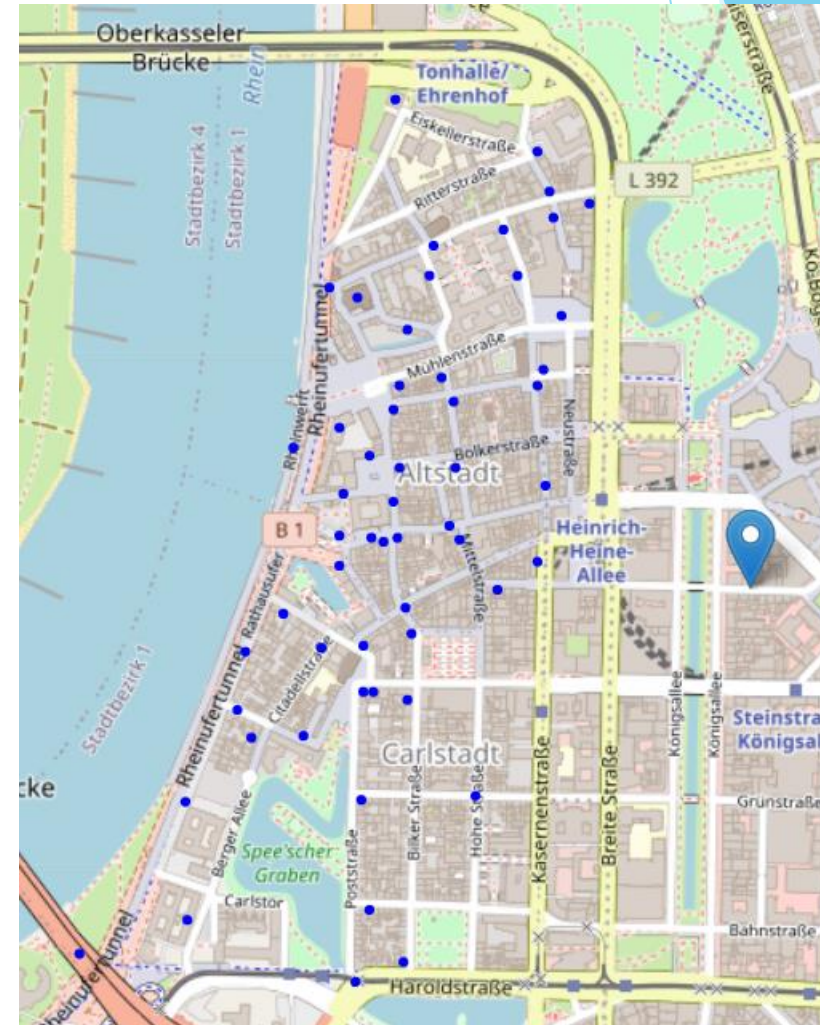 Oberkasseler
Brücke
Rhein
Tonhalle/
Ehrenhof
Eiskellerstraße
Ritterstraße
Stadtbezirk 4
Stadtbezirk 1
L 392
Rheinufertunnel
Rheinwerft
Mühlenstraße
Neustraße
Bolkerstraße
Altstadt
B 1
Heinrich-
Heine-
Allee
Mittelstraße
Rathausufer
Citadellstraße
Rheinufertunnel
Stadtbezirk 1
Königsallee
Königsallee
Steinstra
Königsal
Carlstadt
cke
Kasernenstraße
Breite Straße
Grünstraße
Berger Allee
Bilker Straße
Hohe Straße
Poststraße
Spee'scher
Graben
Carlstor
Bahnstraße
Rheinufertunnel
Haroldstraße